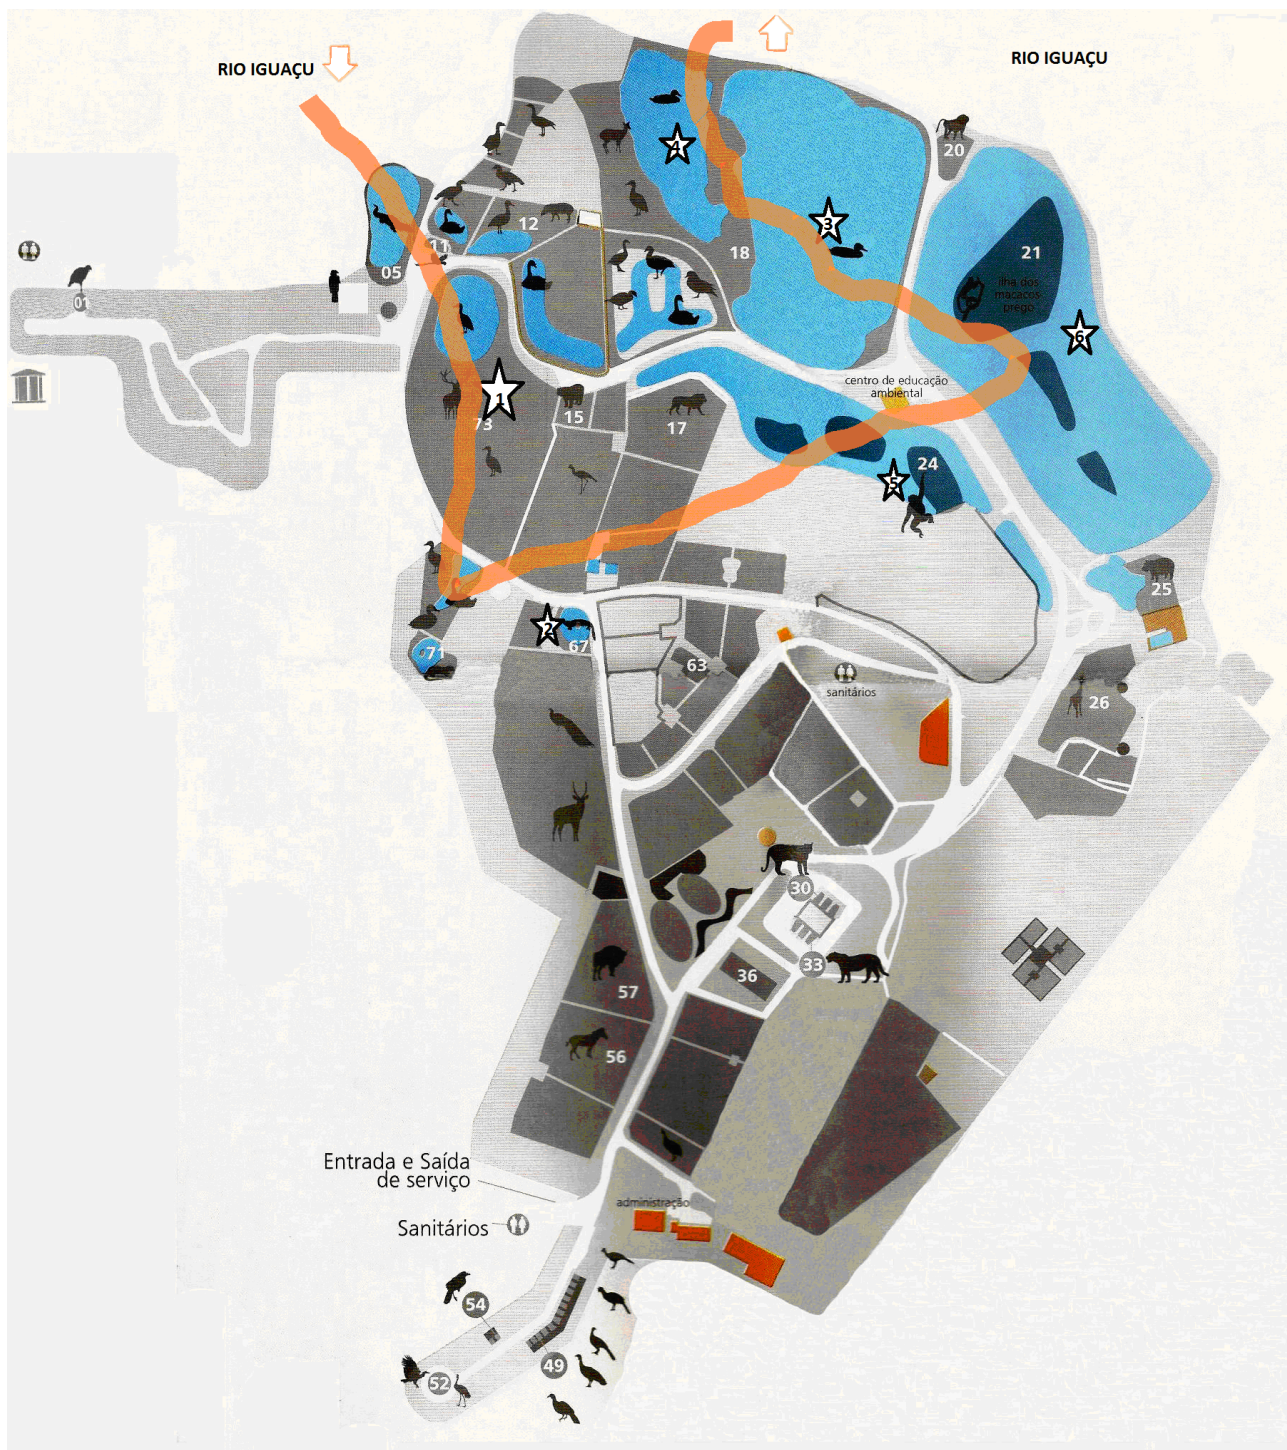 RIO IGUAÇU
RIO IGUAÇU
4
20
3
12
11
18
21
05
ilha dos
macacos
prego
01
6
centro de educação
ambiental
1
73
15
17
24
5
25
2
67
71
63
sanitários
26
30
33
36
57
56
Entrada e Saída
de serviço
administração
Sanitários
54
49
52